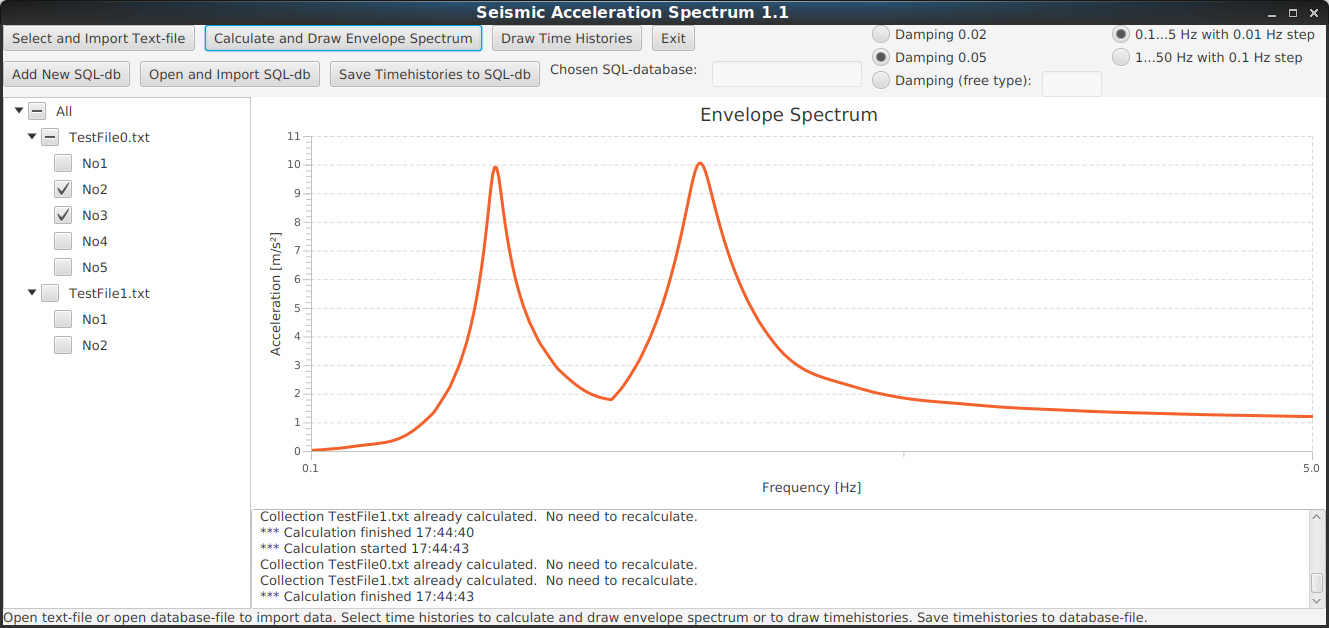 Seismic Acceleration Spectrum 1.1
Select and Import Text-file
Calculate and Draw Envelope Spectrum
Draw Time Histories
Exit
Add New SQL-db
Open and Import SQL-db
Save Timehistories to SQL-db
Chosen SQL-database:
Damping 0.02
Damping 0.05
Damping (free type):
0.1...5 Hz with 0.01 Hz step
1...50 Hz with 0.1 Hz step
All
TestFile0.txt
No1
No2
No3
No4
No5
TestFile1.txt
No1
No2
Envelope Spectrum
Acceleration [m/s²]
11
10
9
8
7
6
5
4
3
2
1
0
0.1
5.0
Frequency [Hz]
Collection TestFile1.txt already calculated.  No need to recalculate.
*** Calculation finished 17:44:40
*** Calculation started 17:44:43
Collection TestFile0.txt already calculated.  No need to recalculate.
Collection TestFile1.txt already calculated.  No need to recalculate.
*** Calculation finished 17:44:43
Open text-file or open database-file to import data. Select time histories to calculate and draw envelope spectrum or to draw timehistories. Save timehistories to database-file.